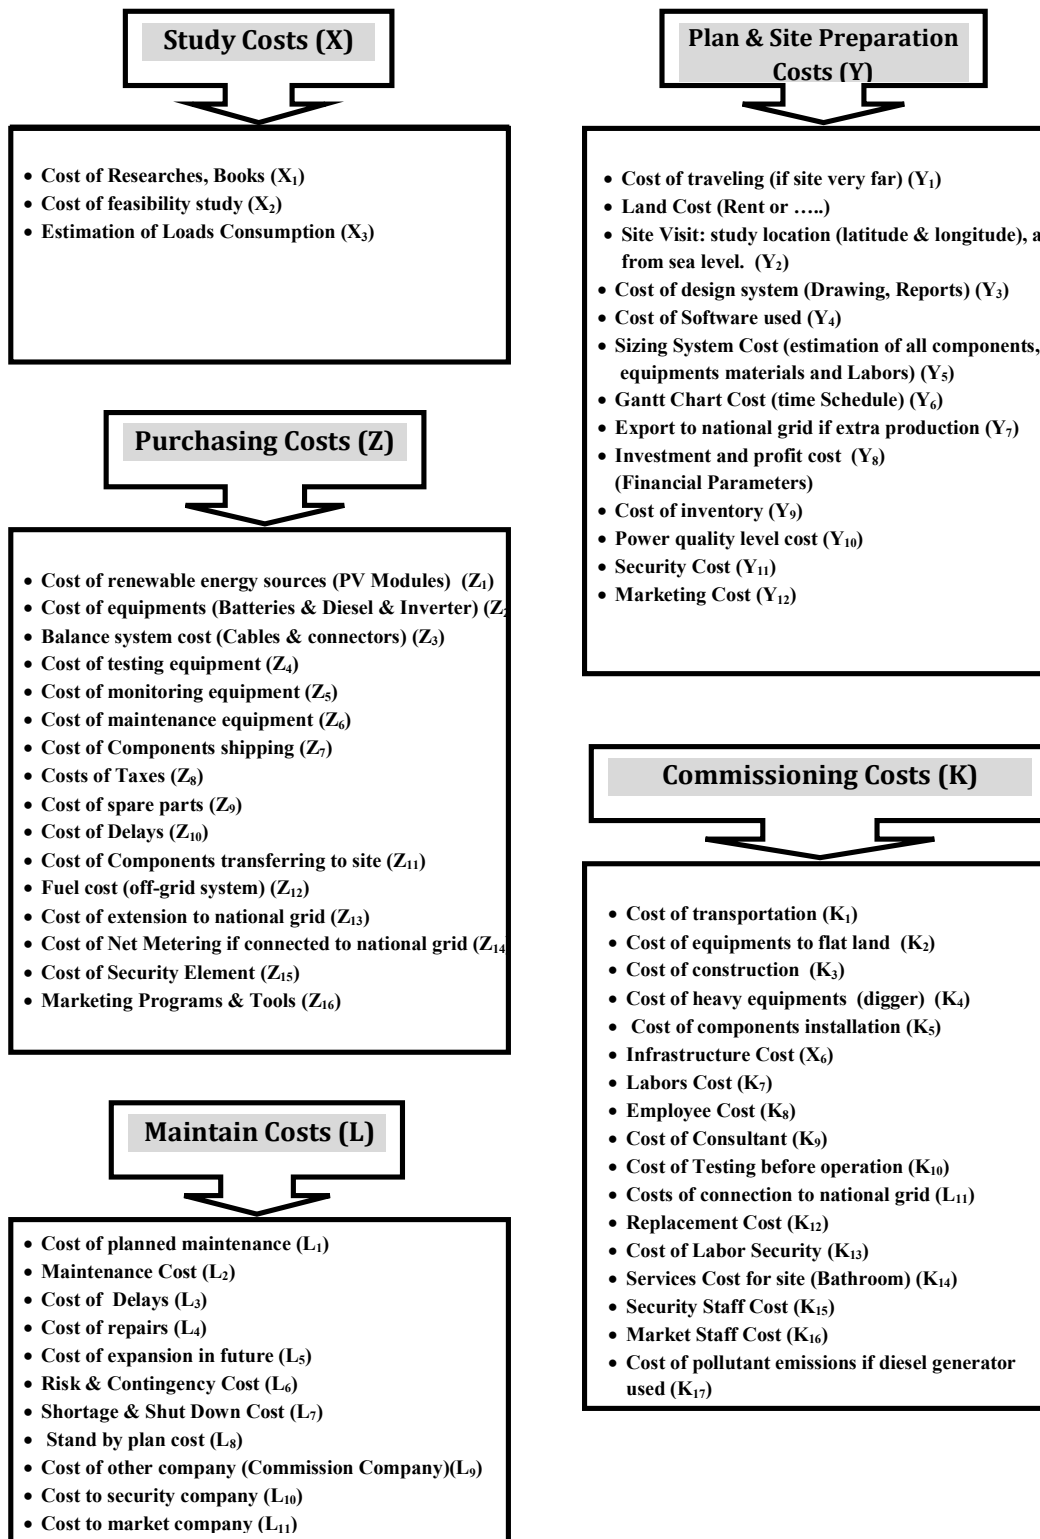 Study Costs (X)
• Cost of Researches, Books (X₁)
• Cost of feasibility study (X₂)
• Estimation of Loads Consumption (X₃)
Plan & Site Preparation
Costs (Y)
• Cost of traveling (if site very far) (Y₁)
• Land Cost (Rent or …..)
• Site Visit: study location (latitude & longitude), a
from sea level. (Y₂)
• Cost of design system (Drawing, Reports) (Y₃)
• Cost of Software used (Y₄)
• Sizing System Cost (estimation of all components,
equipments materials and Labors) (Y₅)
• Gantt Chart Cost (time Schedule) (Y₆)
• Export to national grid if extra production (Y₇)
• Investment and profit cost (Y₈)
(Financial Parameters)
• Cost of inventory (Y₉)
• Power quality level cost (Y₁₀)
• Security Cost (Y₁₁)
• Marketing Cost (Y₁₂)
Purchasing Costs (Z)
• Cost of renewable energy sources (PV Modules) (Z₁)
• Cost of equipments (Batteries & Diesel & Inverter) (Z₂
• Balance system cost (Cables & connectors) (Z₃)
• Cost of testing equipment (Z₄)
• Cost of monitoring equipment (Z₅)
• Cost of maintenance equipment (Z₆)
• Cost of Components shipping (Z₇)
• Costs of Taxes (Z₈)
• Cost of spare parts (Z₉)
• Cost of Delays (Z₁₀)
• Cost of Components transferring to site (Z₁₁)
• Fuel cost (off-grid system) (Z₁₂)
• Cost of extension to national grid (Z₁₃)
• Cost of Net Metering if connected to national grid (Z₁₄
• Cost of Security Element (Z₁₅)
• Marketing Programs & Tools (Z₁₆)
Commissioning Costs (K)
• Cost of transportation (K₁)
• Cost of equipments to flat land (K₂)
• Cost of construction (K₃)
• Cost of heavy equipments (digger) (K₄)
• Cost of components installation (K₅)
• Infrastructure Cost (X₆)
• Labors Cost (K₇)
• Employee Cost (K₈)
• Cost of Consultant (K₉)
• Cost of Testing before operation (K₁₀)
• Costs of connection to national grid (L₁₁)
• Replacement Cost (K₁₂)
• Cost of Labor Security (K₁₃)
• Services Cost for site (Bathroom) (K₁₄)
• Security Staff Cost (K₁₅)
• Market Staff Cost (K₁₆)
• Cost of pollutant emissions if diesel generator
used (K₁₇)
Maintain Costs (L)
• Cost of planned maintenance (L₁)
• Maintenance Cost (L₂)
• Cost of Delays (L₃)
• Cost of repairs (L₄)
• Cost of expansion in future (L₅)
• Risk & Contingency Cost (L₆)
• Shortage & Shut Down Cost (L₇)
• Stand by plan cost (L₈)
• Cost of other company (Commission Company)(L₉)
• Cost to security company (L₁₀)
• Cost to market company (L₁₁)